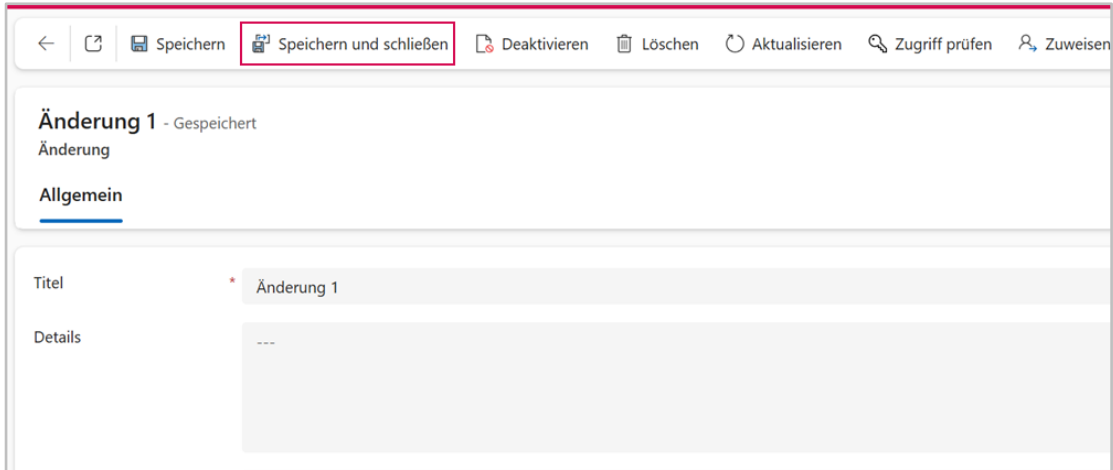 Speichern Speichern und schließen Deaktivieren Löschen Aktualisieren Zugriff prüfen Zuweisen
Änderung 1 - Gespeichert
Änderung
Allgemein
Titel * Änderung 1
Details ---